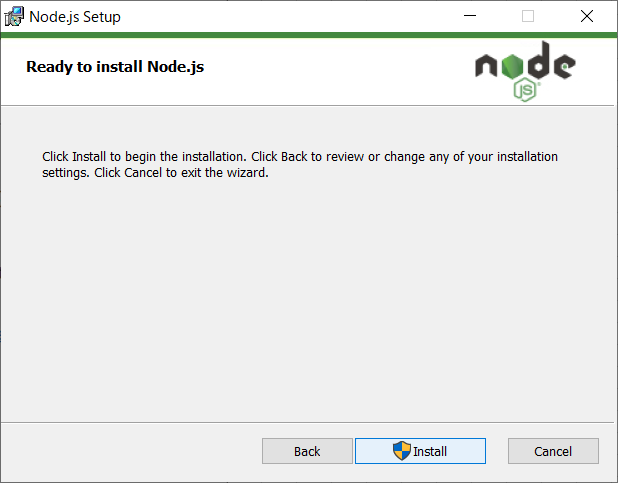 Node.js Setup
Ready to install Node.js
node
JS
Click Install to begin the installation. Click Back to review or change any of your installation
settings. Click Cancel to exit the wizard.
Back
Install
Cancel